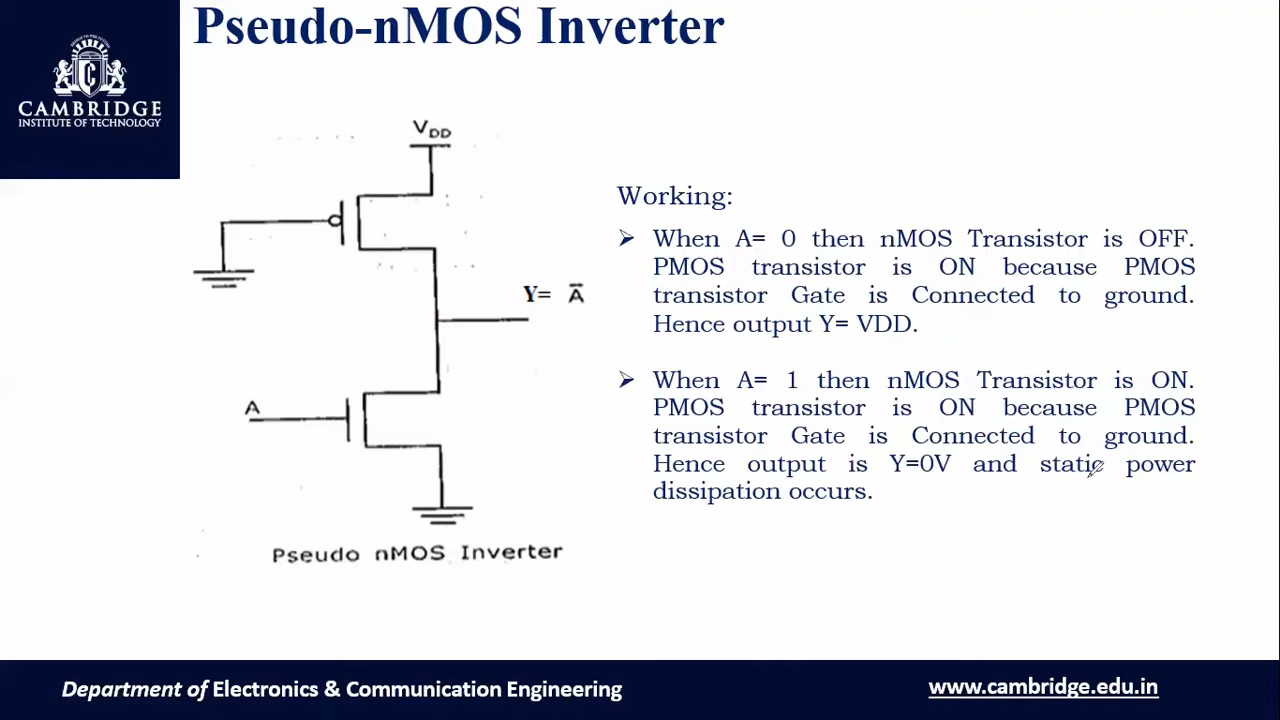 Pseudo-nMOS Inverter
CAMBRIDGE
INSTITUTE OF TECHNOLOGY
VDD
Y= A̅
A
Pseudo nMOS Inverter
Working:
➢ When A= 0 then nMOS Transistor is OFF.
PMOS transistor is ON because PMOS
transistor Gate is Connected to ground.
Hence output Y= VDD.
➢ When A= 1 then nMOS Transistor is ON.
PMOS transistor is ON because PMOS
transistor Gate is Connected to ground.
Hence output is Y=0V and static power
dissipation occurs.
Department of Electronics & Communication Engineering
www.cambridge.edu.in